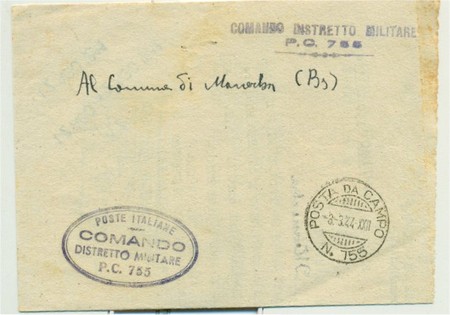 COMANDO DISTRETTO MILITARE
P.C. 755
Al Comune di Manerba (Bs)
POSTE ITALIANE
COMANDO
DISTRETTO MILITARE
P.C. 755
POSTA DA CAMPO
XXII
N. 755